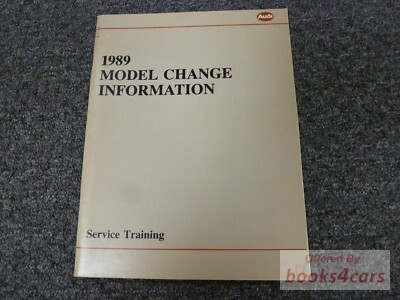 Audi
1989
MODEL CHANGE
INFORMATION
Service Training
Offered By
books4cars